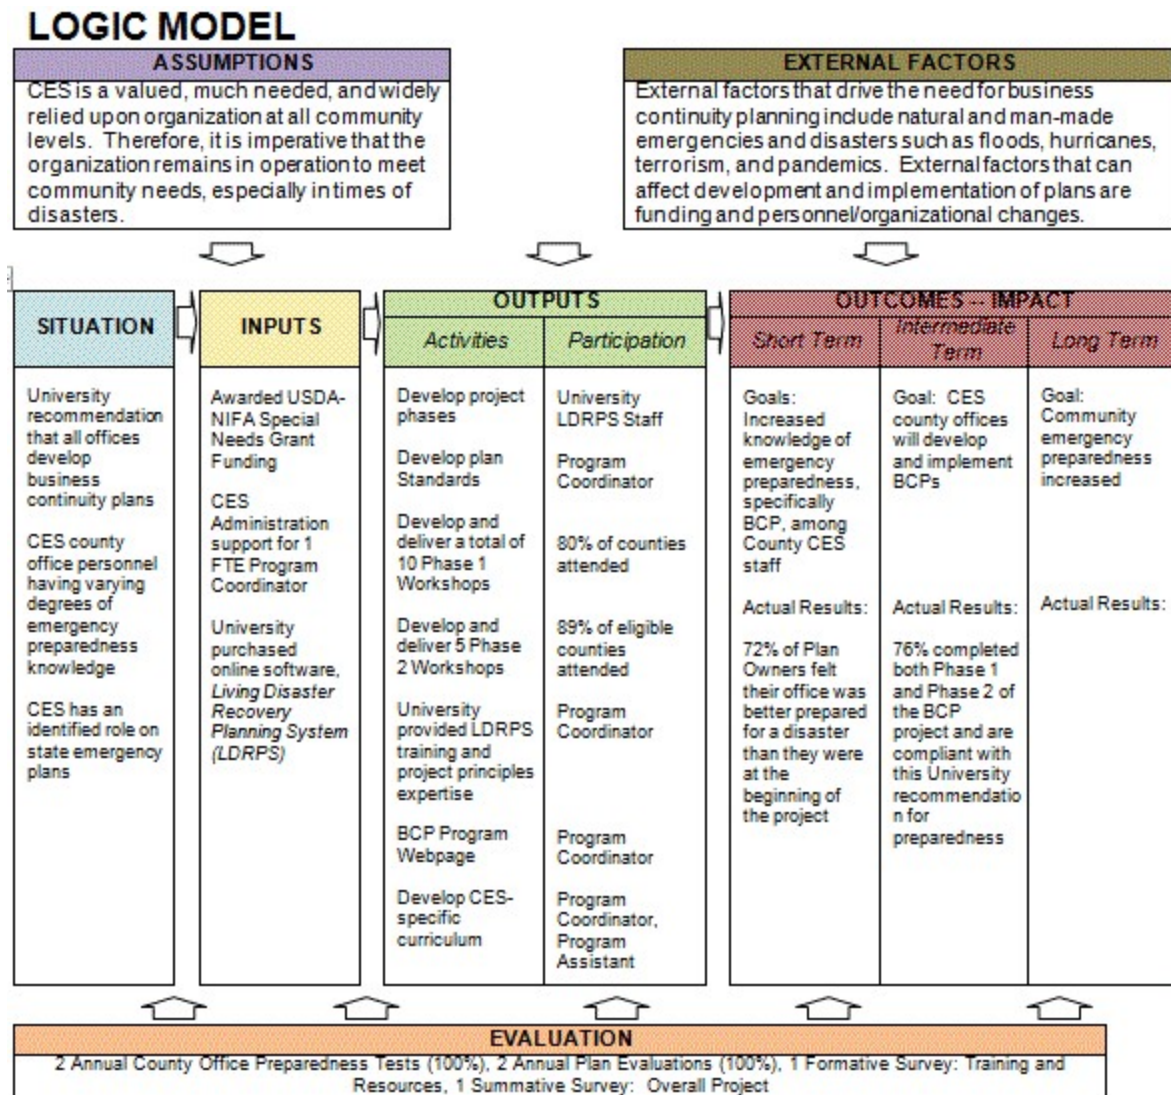 LOGIC MODEL
ASSUMPTIONS
CES is a valued, much needed, and widely
relied upon organization at all community
levels. Therefore, it is imperative that the
organization remains in operation to meet
community needs, especially in times of
disasters.
EXTERNAL FACTORS
External factors that drive the need for business
continuity planning include natural and man-made
emergencies and disasters such as floods, hurricanes,
terrorism, and pandemics. External factors that can
affect development and implementation of plans are
funding and personnel/organizational changes.
SITUATION
University
recommendation
that all offices
develop
business
continuity plans
CES county
office personnel
having varying
degrees of
emergency
preparedness
knowledge
CES has an
identified role on
state emergency
plans
INPUTS
Awarded USDA-
NIFA Special
Needs Grant
Funding
CES
Administration
support for 1
FTE Program
Coordinator
University
purchased
online software,
Living Disaster
Recovery
Planning System
(LDRPS)
OUTPUTS
Activities
Develop project
phases
Develop plan
Standards
Develop and
deliver a total of
10 Phase 1
Workshops
Develop and
deliver 5 Phase
2 Workshops
University
provided LDRPS
training and
project principles
expertise
BCP Program
Webpage
Develop CES-
specific
curriculum
Participation
University
LDRPS Staff
Program
Coordinator
80% of counties
attended
89% of eligible
counties
attended
Program
Coordinator
Program
Coordinator
Program
Coordinator,
Program
Assistant
OUTCOMES -- IMPACT
Short Term
Goals:
Increased
knowledge of
emergency
preparedness,
specifically
BCP, among
County CES
staff
Actual Results:
72% of Plan
Owners felt
their office was
better prepared
for a disaster
than they were
at the
beginning of
the project
Intermediate
Term
Goal: CES
county offices
will develop
and implement
BCPs
Actual Results:
76% completed
both Phase 1
and Phase 2 of
the BCP
project and are
compliant with
this University
recommendatio
n for
preparedness
Long Term
Goal:
Community
emergency
preparedness
increased
Actual Results:
EVALUATION
2 Annual County Office Preparedness Tests (100%), 2 Annual Plan Evaluations (100%), 1 Formative Survey: Training and
Resources, 1 Summative Survey: Overall Project